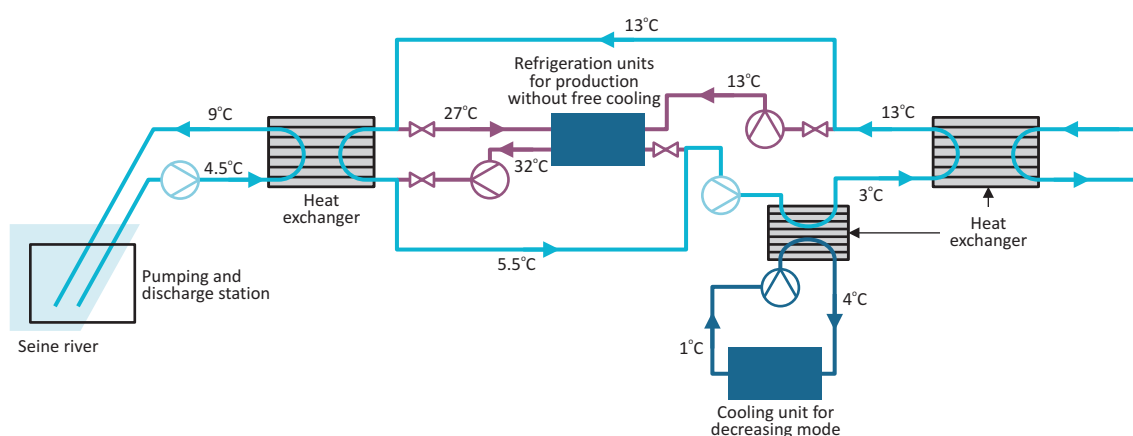 13°C
Refrigeration units
for production
without free cooling
9°C
27°C
13°C
13°C
4.5°C
32°C
Heat
exchanger
3°C
Heat
exchanger
5.5°C
Pumping and
discharge station
4°C
1°C
Seine river
Cooling unit for
decreasing mode